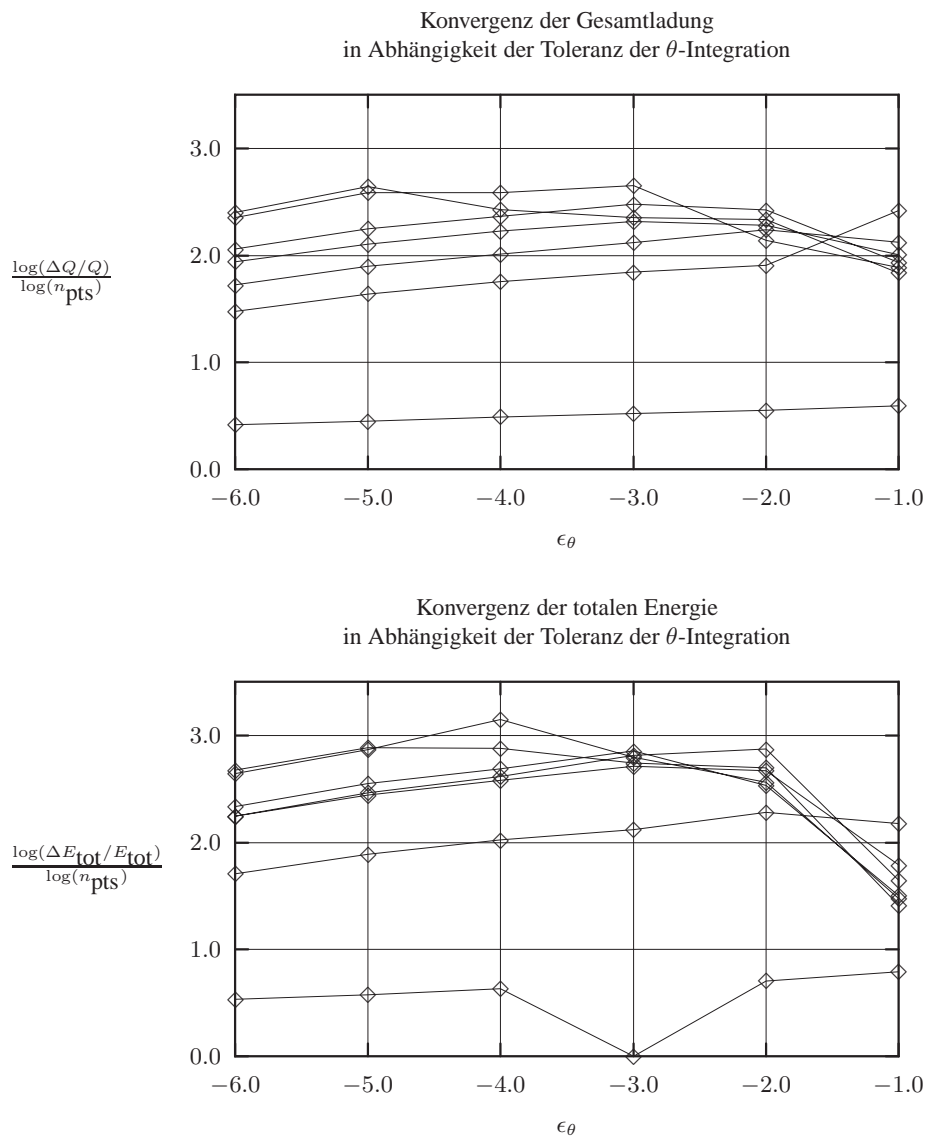 Konvergenz der Gesamtladung
in Abhängigkeit der Toleranz der θ-Integration
3.0
2.0
1.0
0.0
log(ΔQ/Q)
log(npts)
−6.0 −5.0 −4.0 −3.0 −2.0 −1.0
ϵθ
Konvergenz der totalen Energie
in Abhängigkeit der Toleranz der θ-Integration
3.0
2.0
1.0
0.0
log(ΔEtot/Etot)
log(npts)
−6.0 −5.0 −4.0 −3.0 −2.0 −1.0
ϵθ